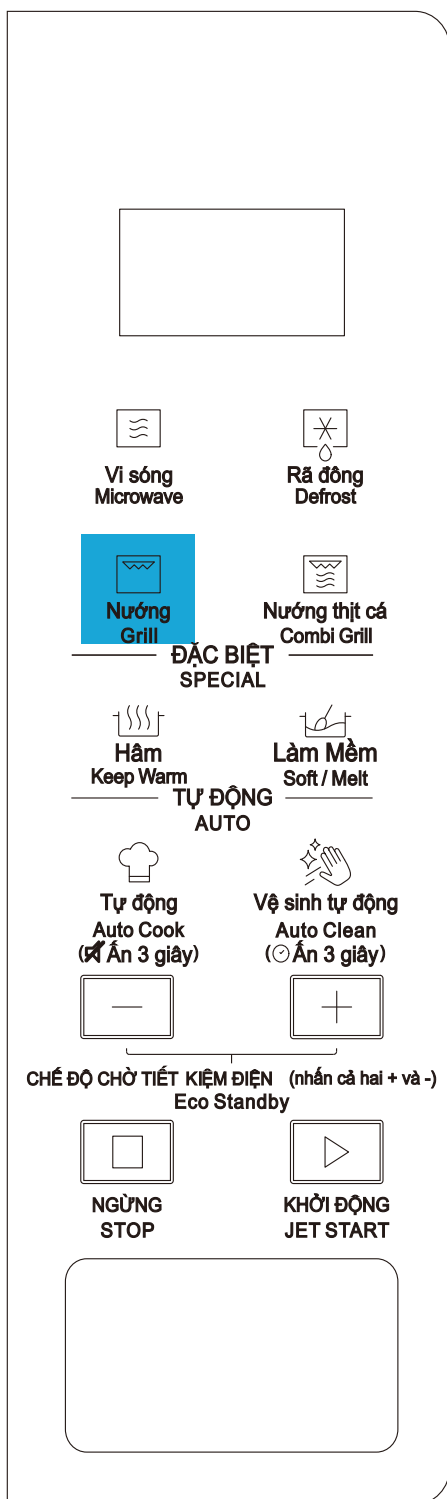 Vi sóng
Microwave
Rã đông
Defrost
Nướng
Grill
Nướng thịt cá
Combi Grill
ĐẶC BIỆT
SPECIAL
Hâm
Keep Warm
Làm Mềm
Soft / Melt
TỰ ĐỘNG
AUTO
Tự động
Auto Cook
(Ấn 3 giây)
Vệ sinh tự động
Auto Clean
(Ấn 3 giây)
CHẾ ĐỘ CHỜ TIẾT KIỆM ĐIỆN (nhấn cả hai + và -)
Eco Standby
NGỪNG
STOP
KHỞI ĐỘNG
JET START